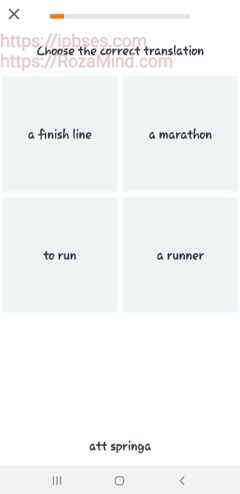 https://ipbses.com
https://RozaMind.com
Choose the correct translation
a finish line
a marathon
to run
a runner
att springa